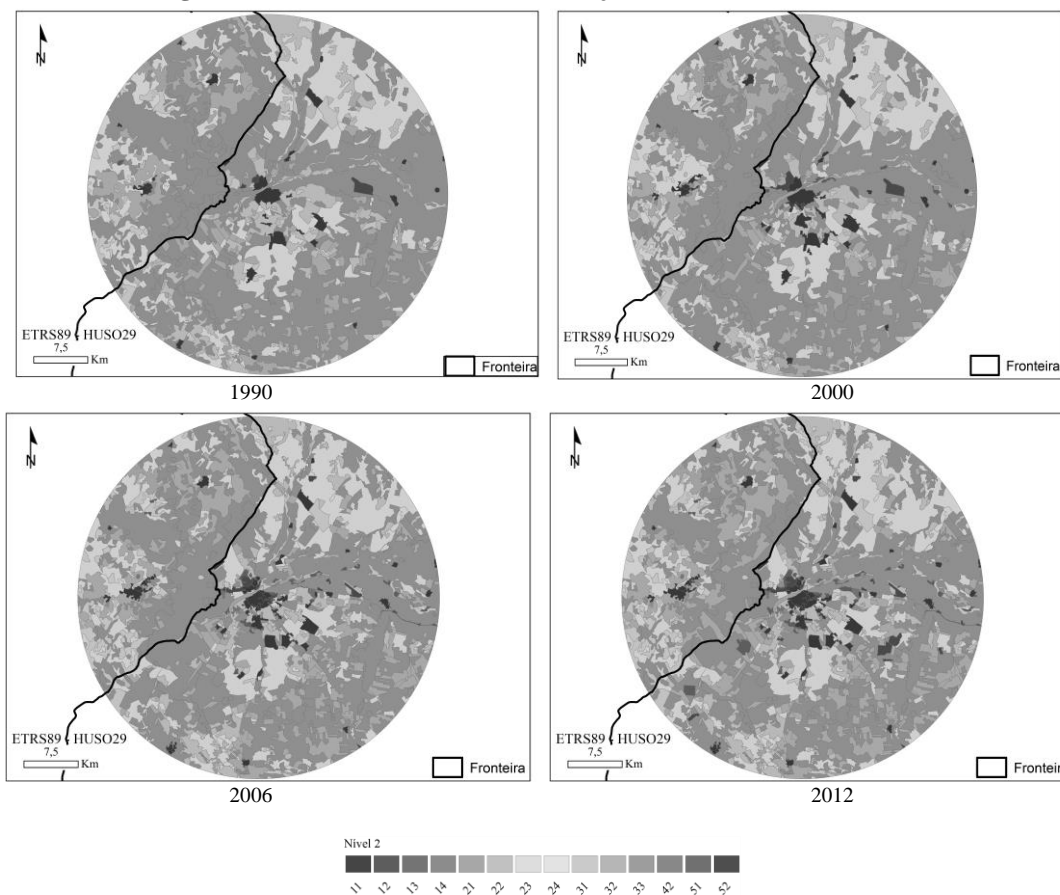 N
ETRS89 HUSO29
7,5
Km
Fronteira
1990
N
ETRS89 HUSO29
7,5
Km
Fronteira
2000
N
ETRS89 HUSO29
7,5
Km
Fronteira
2006
N
ETRS89 HUSO29
7,5
Km
Fronteira
2012
Nivel 2
11 12 13 14 21 22 23 24 31 32 33 42 51 52